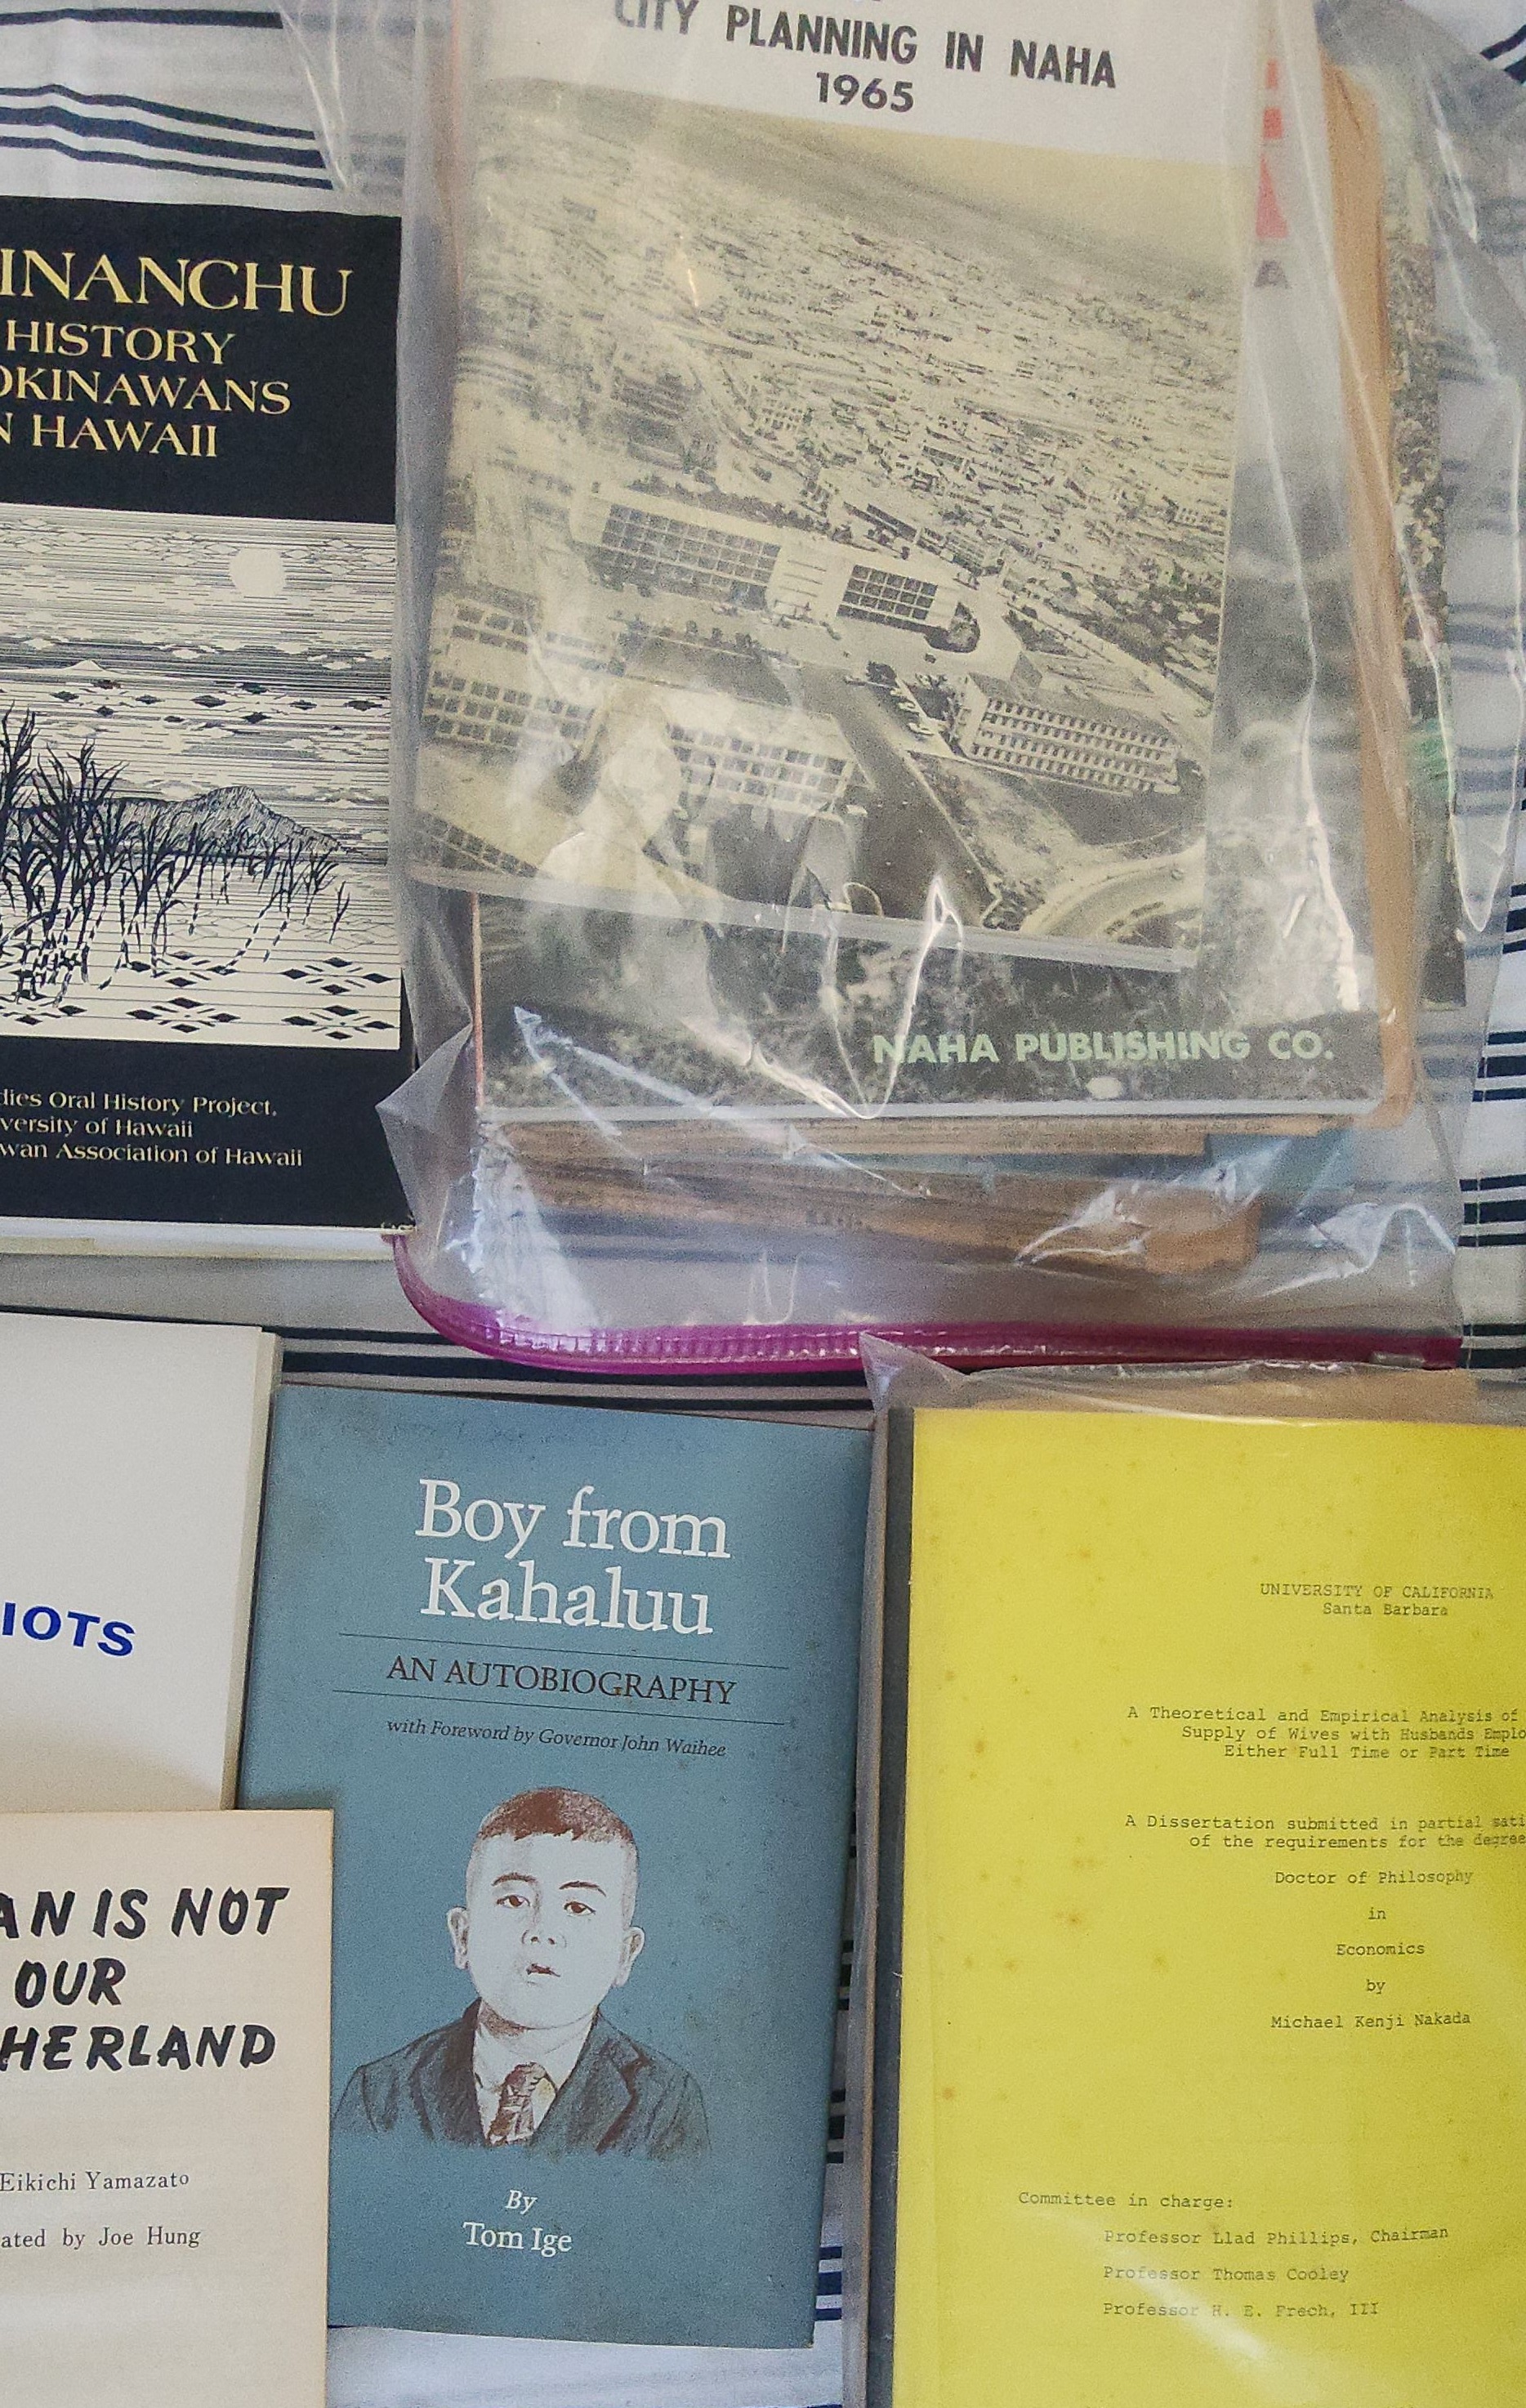 CITY PLANNING IN NAHA
1965
NAHA PUBLISHING CO.
INANCHU
HISTORY
OKINAWANS
N HAWAII
dies Oral History Project,
versity of Hawaii
wan Association of Hawaii
IOTS
Boy from
Kahaluu
AN AUTOBIOGRAPHY
with Foreword by Governor John Waihee
By
Tom Ige
AN IS NOT
OUR
HERLAND
Eikichi Yamazato
ated by Joe Hung
UNIVERSITY OF CALIFORNIA
Santa Barbara
A Theoretical and Empirical Analysis of
Supply of Wives with Husbands Emplo
Either Full Time or Part Time
A Dissertation submitted in partial sati
of the requirements for the degree
Doctor of Philosophy
in
Economics
by
Michael Kenji Nakada
Committee in charge:
Professor Llad Phillips, Chairman
Professor Thomas Cooley
Professor H. E. Frech, III